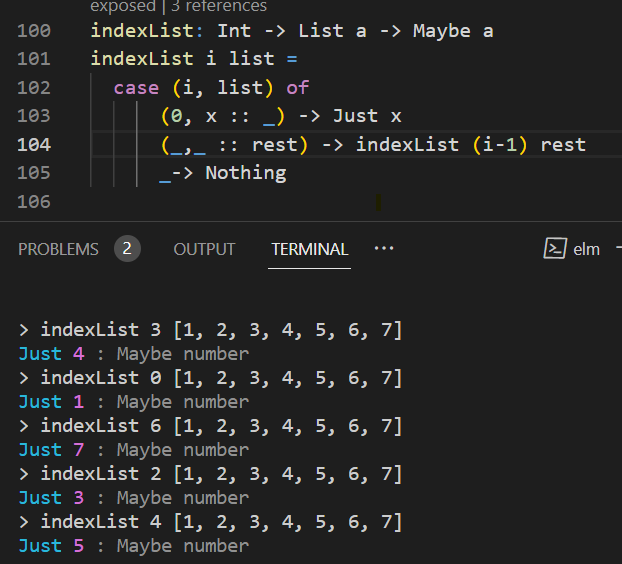 exposed | 3 references
100 indexList: Int -> List a -> Maybe a
101 indexList i list =
102 case (i, list) of
103 (0, x :: _) -> Just x
104 (_,_ :: rest) -> indexList (i-1) rest
105 _-> Nothing
106
PROBLEMS 2 OUTPUT TERMINAL ··· elm
> indexList 3 [1, 2, 3, 4, 5, 6, 7]
Just 4 : Maybe number
> indexList 0 [1, 2, 3, 4, 5, 6, 7]
Just 1 : Maybe number
> indexList 6 [1, 2, 3, 4, 5, 6, 7]
Just 7 : Maybe number
> indexList 2 [1, 2, 3, 4, 5, 6, 7]
Just 3 : Maybe number
> indexList 4 [1, 2, 3, 4, 5, 6, 7]
Just 5 : Maybe number